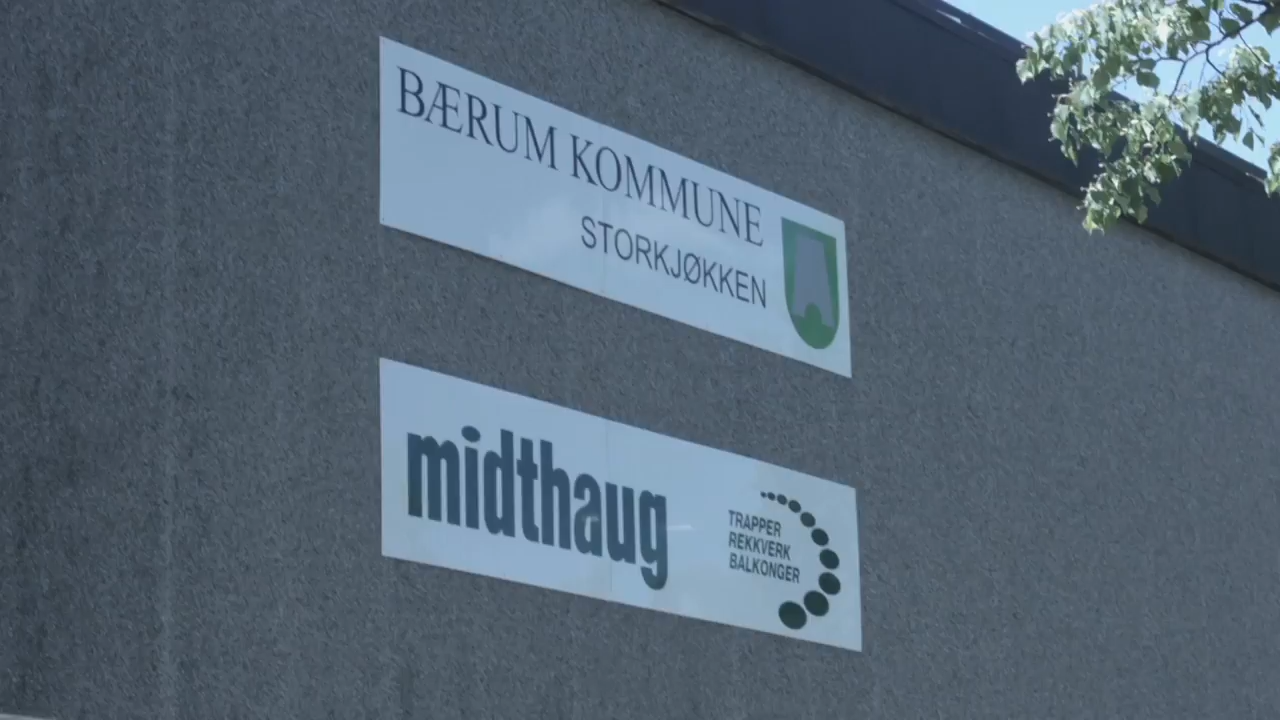 BÆRUM KOMMUNE
STORKJØKKEN
midthaug
TRAPPER
REKKVERK
BALKONGER